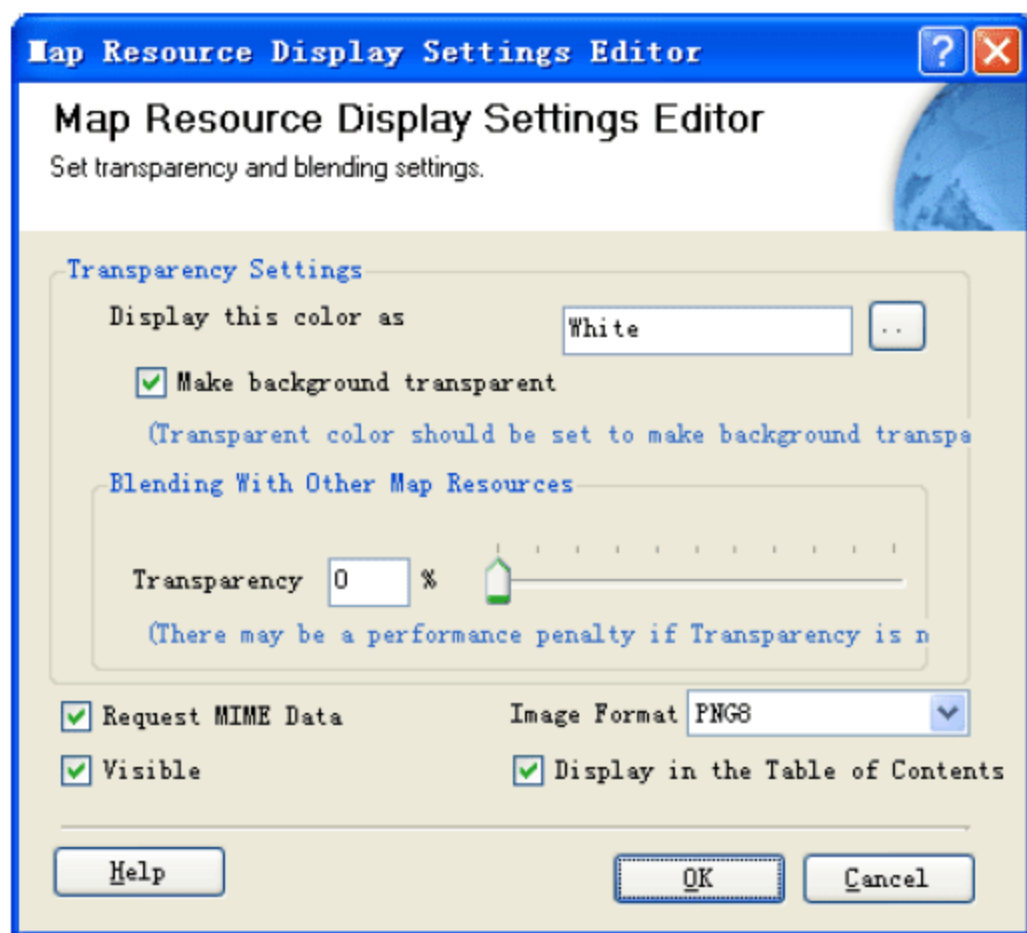 Map Resource Display Settings Editor
Map Resource Display Settings Editor
Set transparency and blending settings.
Transparency Settings
Display this color as White ..
Make background transparent
(Transparent color should be set to make background transpa
Blending With Other Map Resources
Transparency 0 %
(There may be a performance penalty if Transparency is n
Request MIME Data Image Format PNG8
Visible Display in the Table of Contents
Help OK Cancel